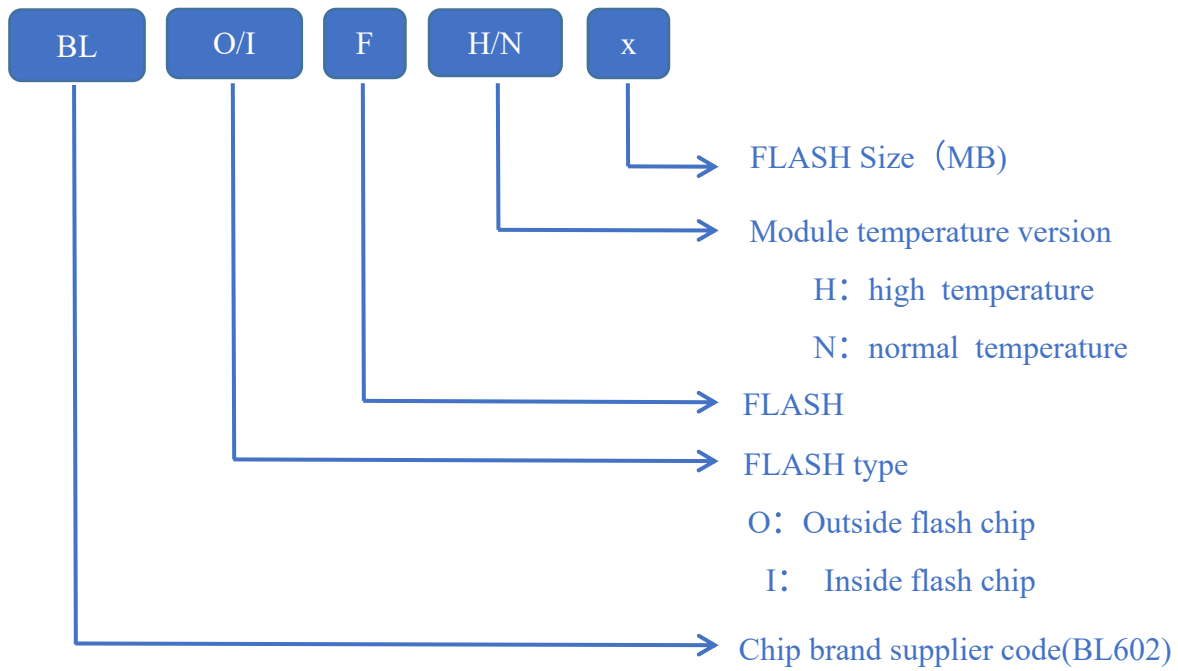 BL O/I F H/N x
FLASH Size（MB)
Module temperature version
H： high temperature
N： normal temperature
FLASH
FLASH type
O： Outside flash chip
I： Inside flash chip
Chip brand supplier code(BL602)